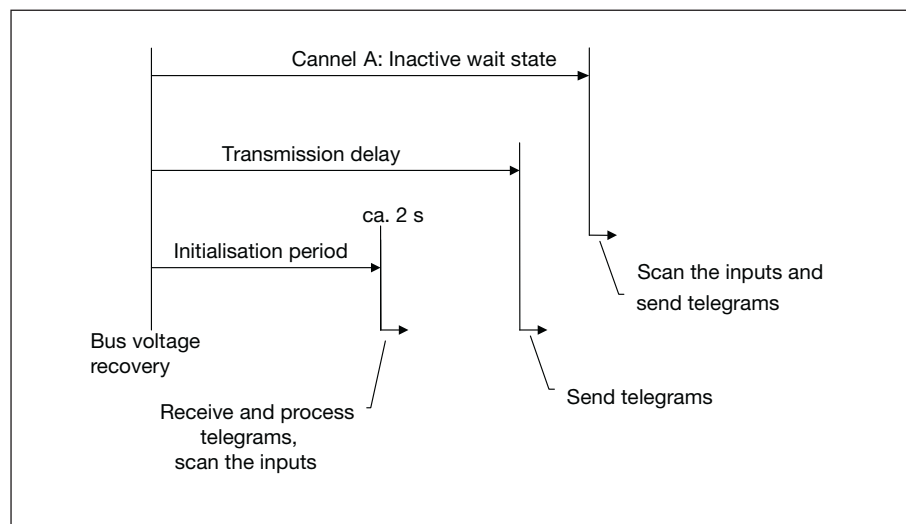 Cannel A: Inactive wait state
Transmission delay
ca. 2 s
Initialisation period
Scan the inputs and
send telegrams
Bus voltage
recovery
Send telegrams
Receive and process
telegrams,
scan the inputs